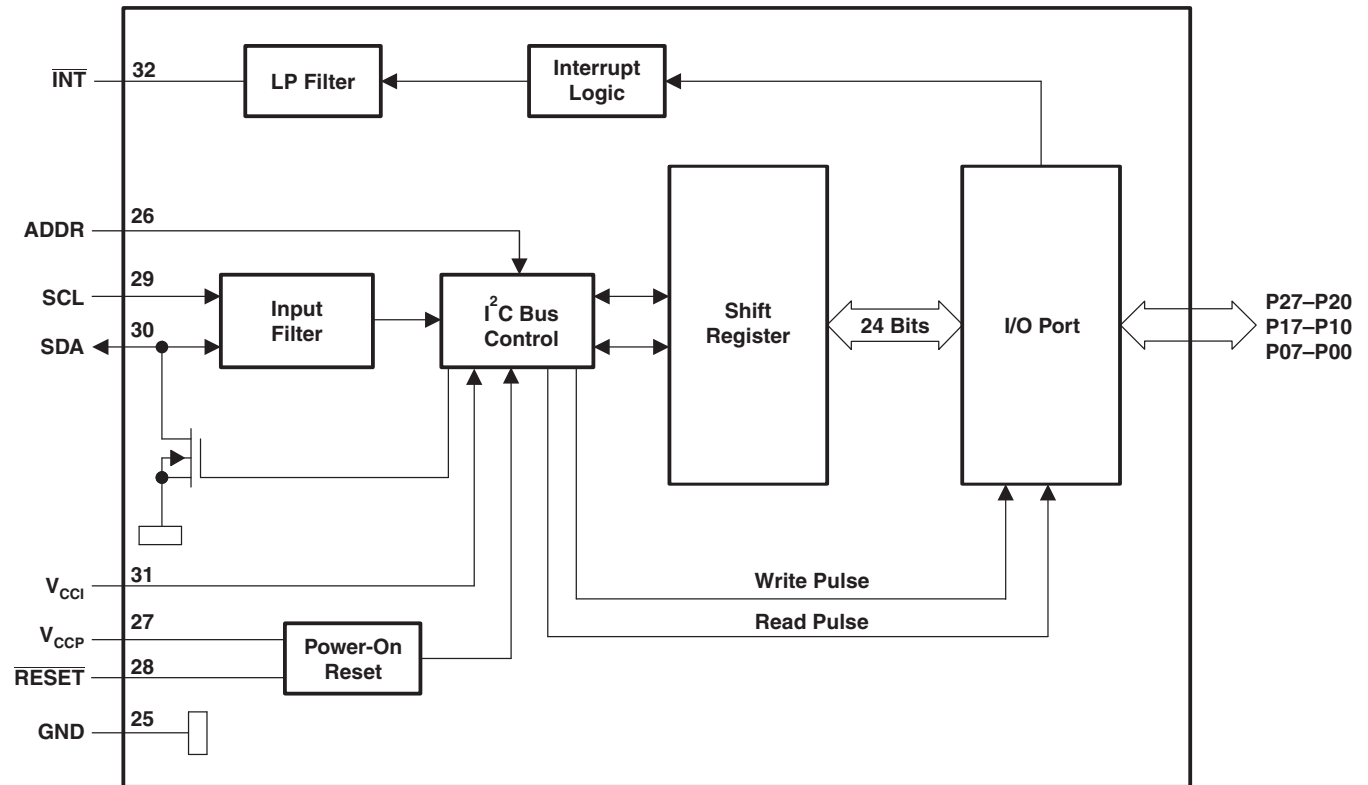 INT
32
LP Filter
Interrupt
Logic
ADDR
26
SCL
29
SDA
30
Input
Filter
I²C Bus
Control
Shift
Register
24 Bits
I/O Port
P27–P20
P17–P10
P07–P00
VCCI
31
Write Pulse
VCCP
27
Read Pulse
RESET
28
Power-On
Reset
GND
25